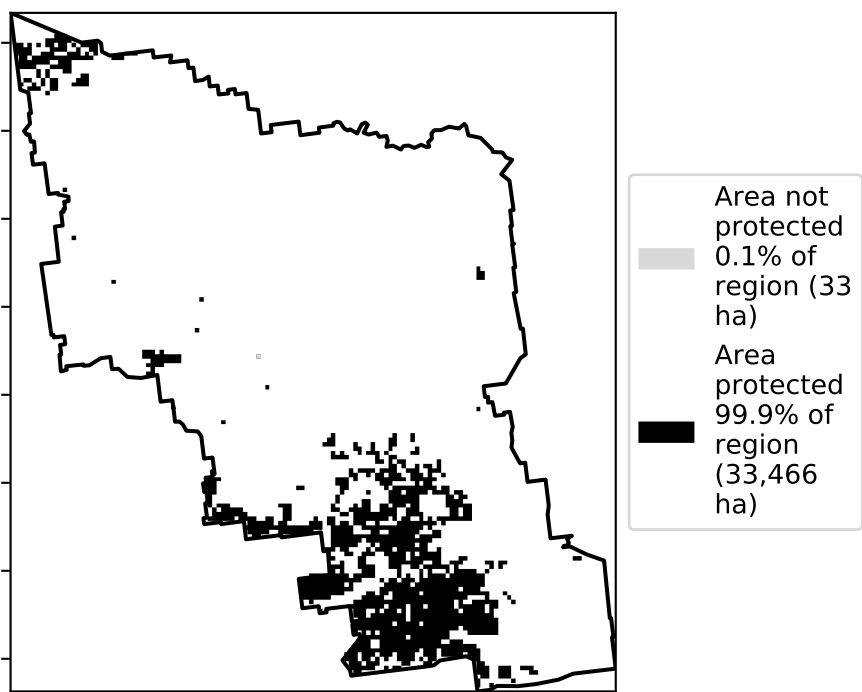 Area not
protected
0.1% of
region (33
ha)
Area
protected
99.9% of
region
(33,466
ha)